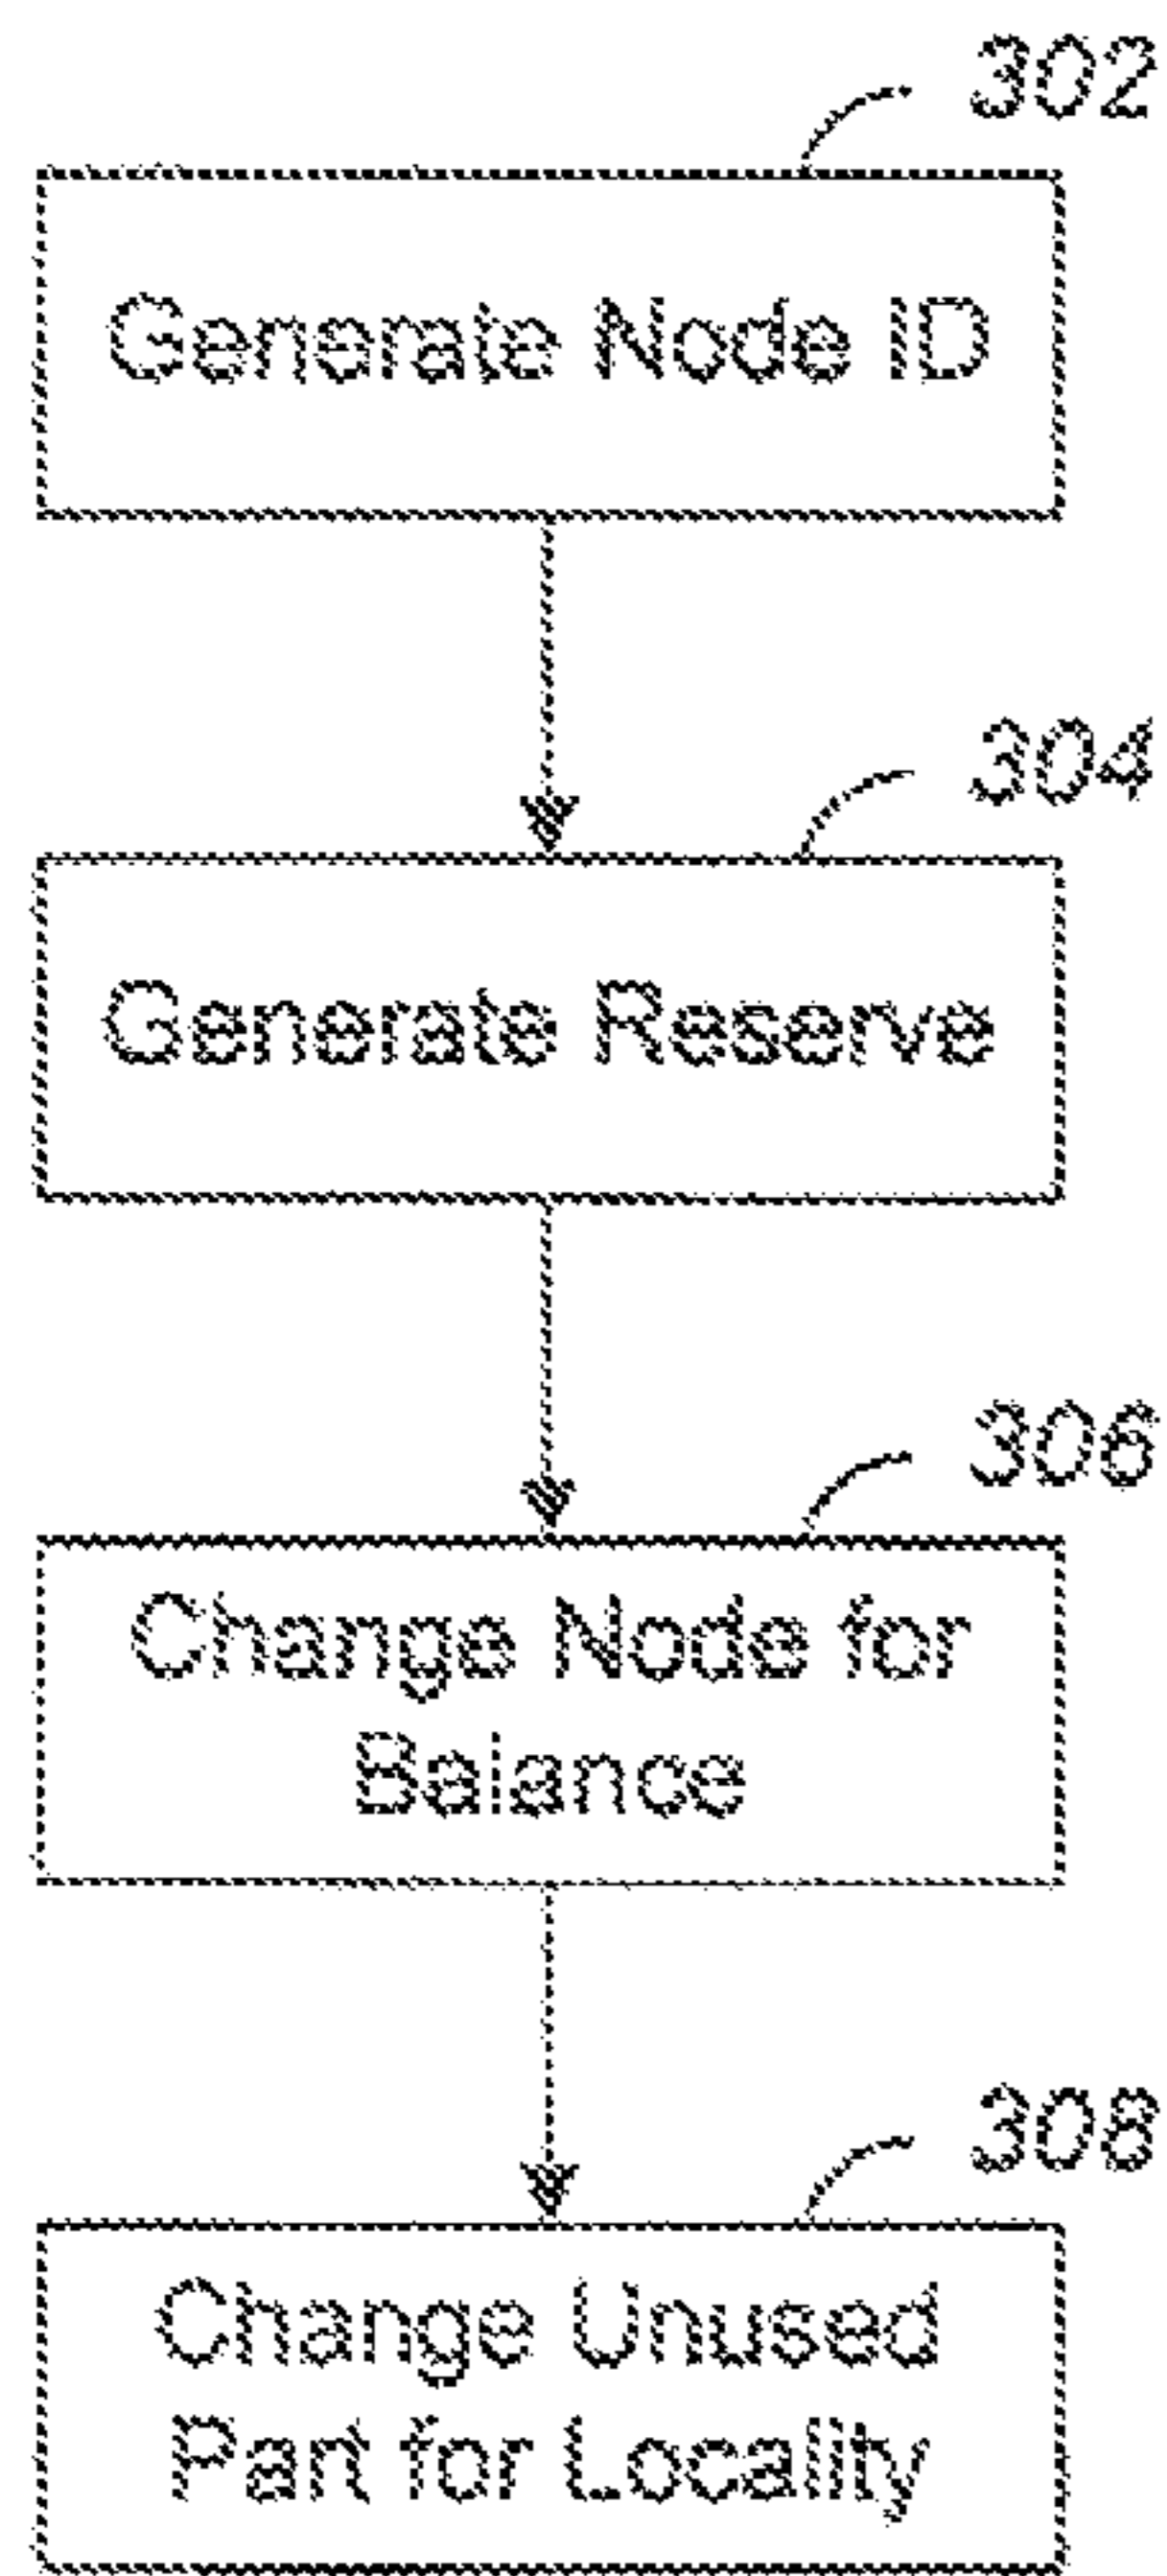 302
Generate Node ID
304
Generate Reserve
306
Change Node for
Balance
308
Change Unused
Part for Locality